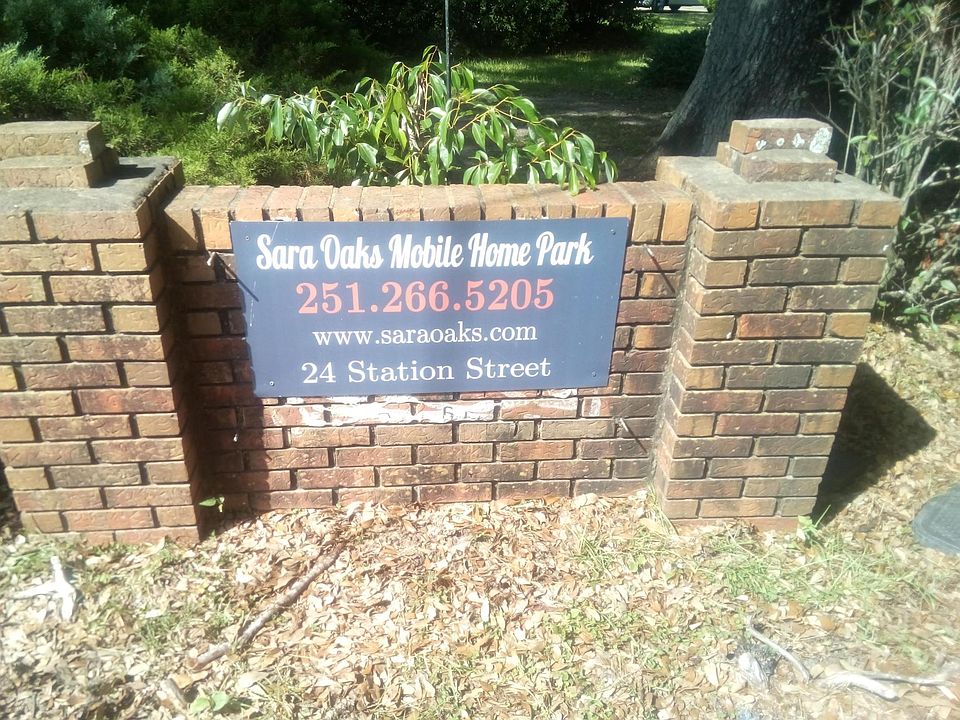 Sara Oaks Mobile Home Park
251.266.5205
www.saraoaks.com
24 Station Street